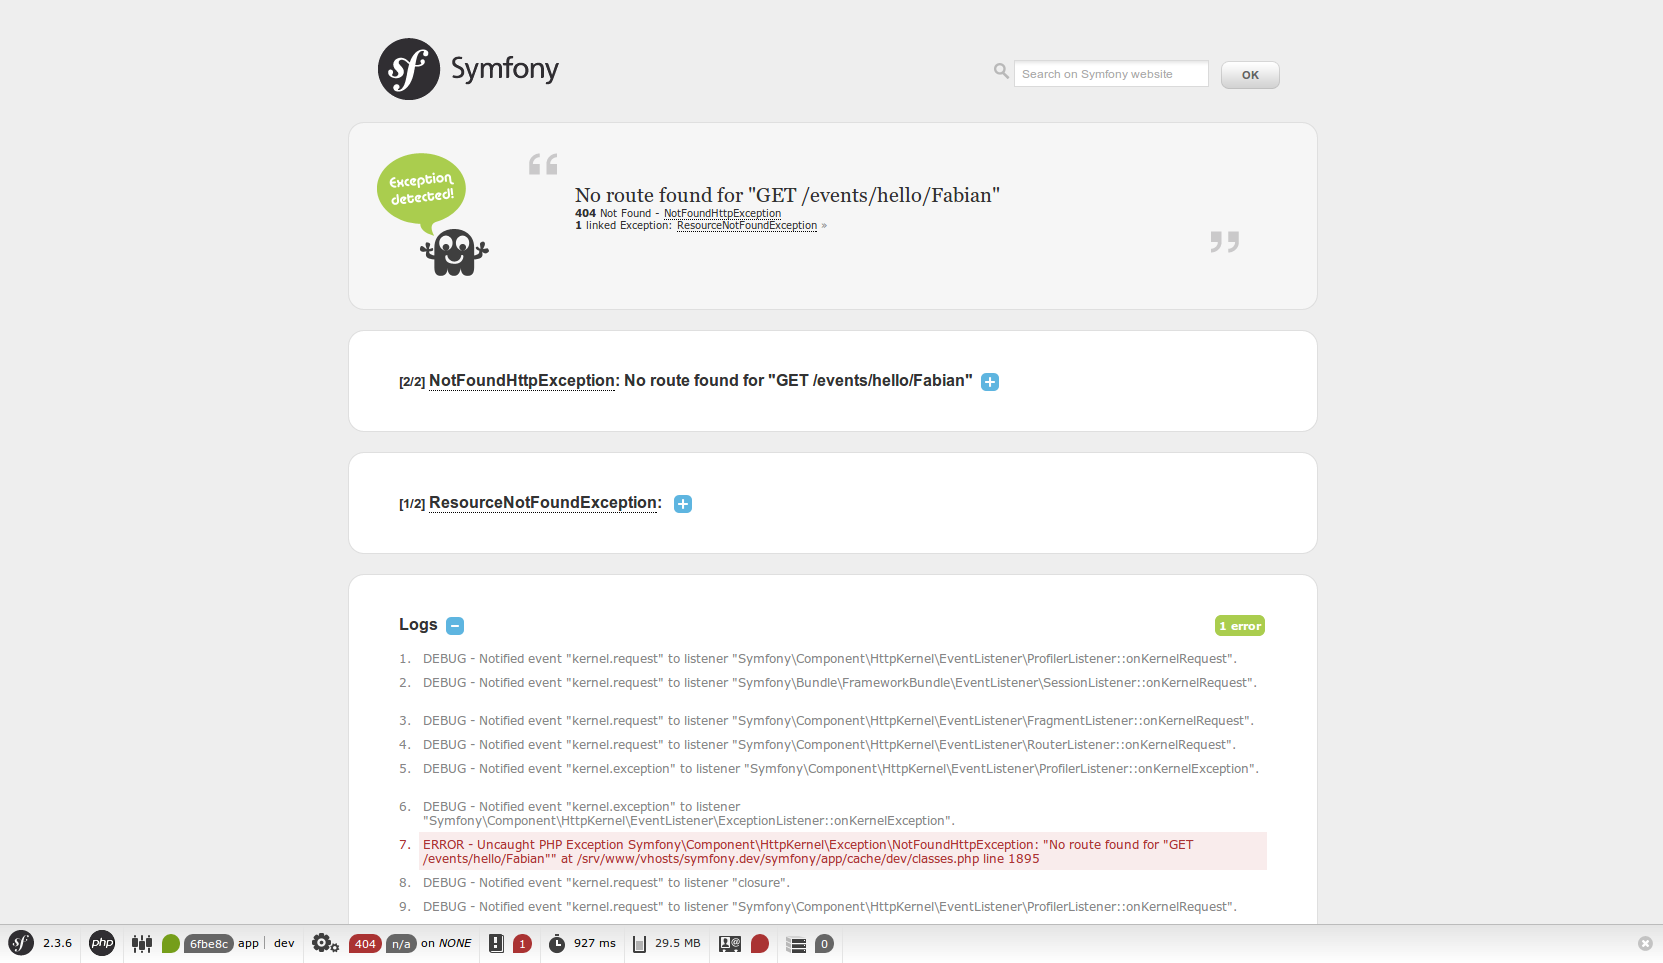 sf Symfony
Search on Symfony website
OK
Exception
detected!
“
No route found for "GET /events/hello/Fabian"
404 Not Found - NotFoundHttpException
1 linked Exception: ResourceNotFoundException »
”
[2/2] NotFoundHttpException: No route found for "GET /events/hello/Fabian"
[1/2] ResourceNotFoundException:
Logs
1 error
1. DEBUG - Notified event "kernel.request" to listener "Symfony\Component\HttpKernel\EventListener\ProfilerListener::onKernelRequest".
2. DEBUG - Notified event "kernel.request" to listener "Symfony\Bundle\FrameworkBundle\EventListener\SessionListener::onKernelRequest".
3. DEBUG - Notified event "kernel.request" to listener "Symfony\Component\HttpKernel\EventListener\FragmentListener::onKernelRequest".
4. DEBUG - Notified event "kernel.request" to listener "Symfony\Component\HttpKernel\EventListener\RouterListener::onKernelRequest".
5. DEBUG - Notified event "kernel.exception" to listener "Symfony\Component\HttpKernel\EventListener\ProfilerListener::onKernelException".
6. DEBUG - Notified event "kernel.exception" to listener
"Symfony\Component\HttpKernel\EventListener\ExceptionListener::onKernelException".
7. ERROR - Uncaught PHP Exception Symfony\Component\HttpKernel\Exception\NotFoundHttpException: "No route found for "GET
/events/hello/Fabian"" at /srv/www/vhosts/symfony.dev/symfony/app/cache/dev/classes.php line 1895
8. DEBUG - Notified event "kernel.request" to listener "closure".
9. DEBUG - Notified event "kernel.request" to listener "Symfony\Component\HttpKernel\EventListener\ProfilerListener::onKernelRequest".
sf 2.3.6 php 6fbe8c app | dev 404 n/a on NONE 1 927 ms 29.5 MB 0